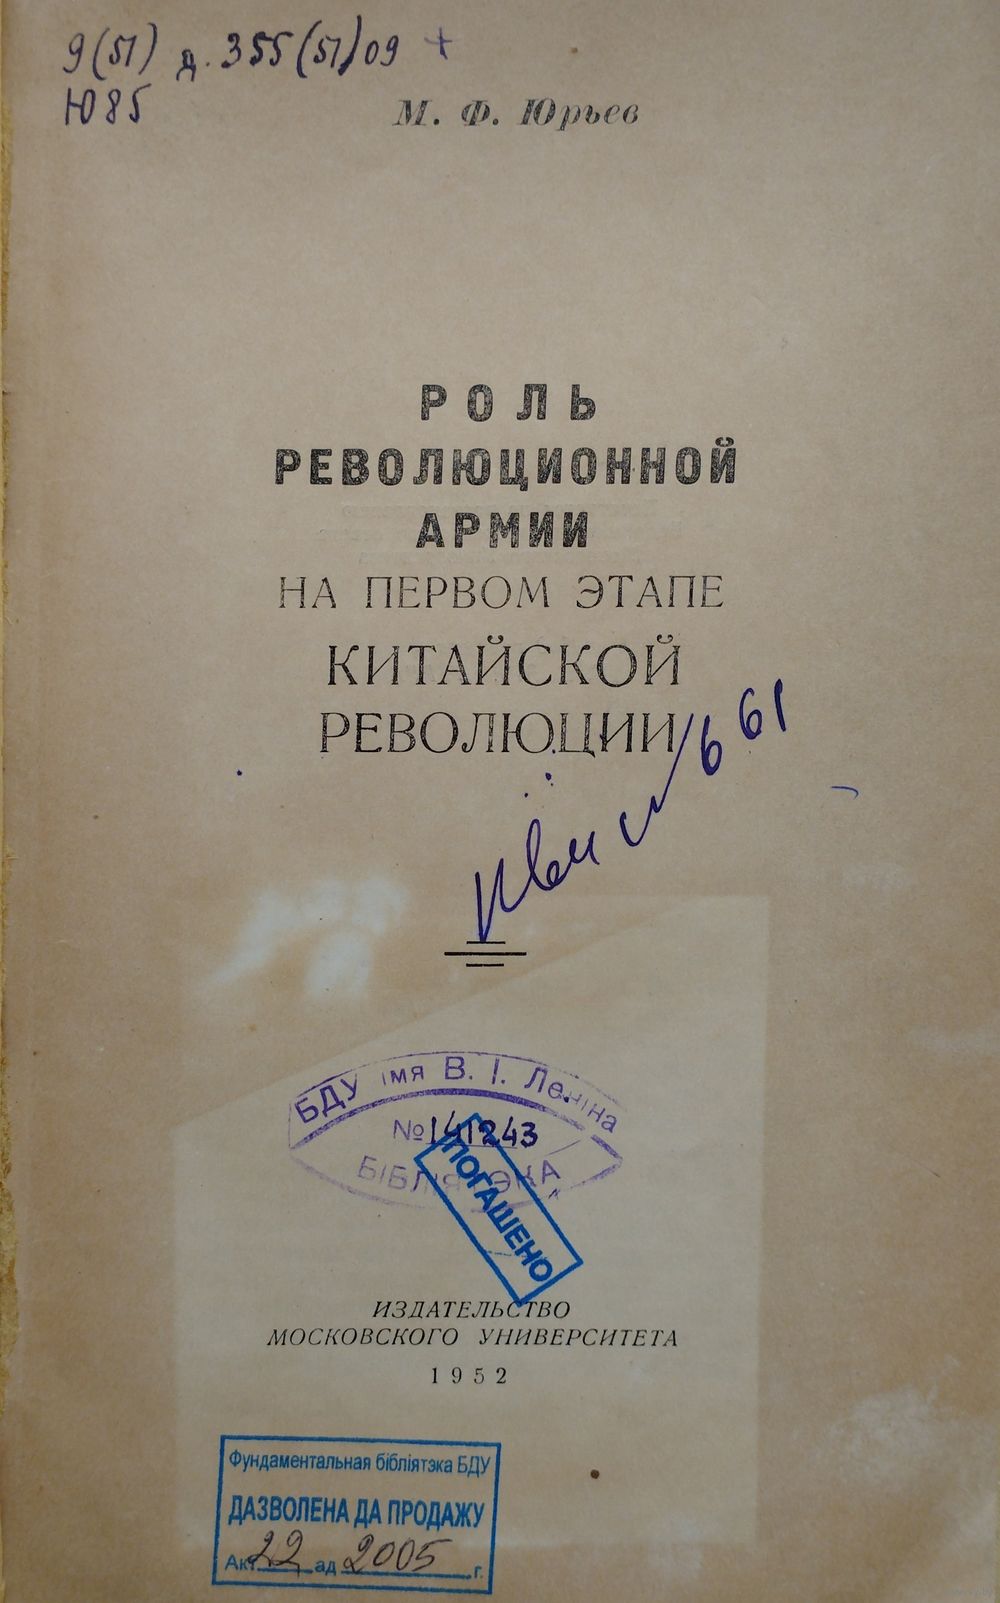 9(51) д. 355(51)09 +
Ю85
М. Ф. Юрьев
РОЛЬ
РЕВОЛЮЦИОННОЙ
АРМИИ
НА ПЕРВОМ ЭТАПЕ
КИТАЙСКОЙ
РЕВОЛЮЦИИ
661
БДУ імя В. І. Леніна
№141243
БІБЛІЯТЭКА
ПОГАШЕНО
ИЗДАТЕЛЬСТВО
МОСКОВСКОГО УНИВЕРСИТЕТА
1952
Фундаментальная бібліятэка БДУ
ДАЗВОЛЕНА ДА ПРОДАЖУ
Акт 22 ад 2005 г.